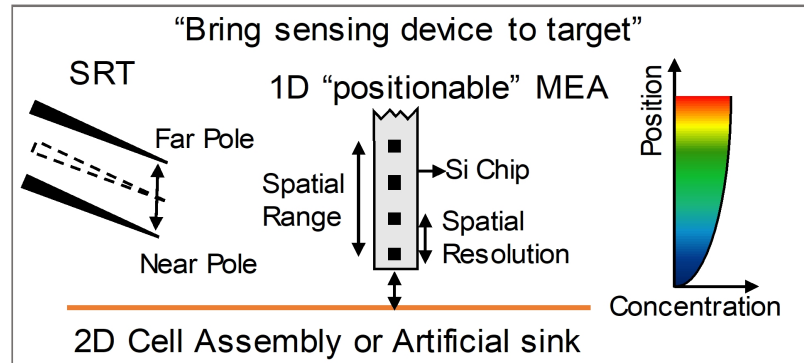 “Bring sensing device to target”
SRT
1D “positionable” MEA
Far Pole
Near Pole
Spatial
Range
Si Chip
Spatial
Resolution
Position
Concentration
2D Cell Assembly or Artificial sink